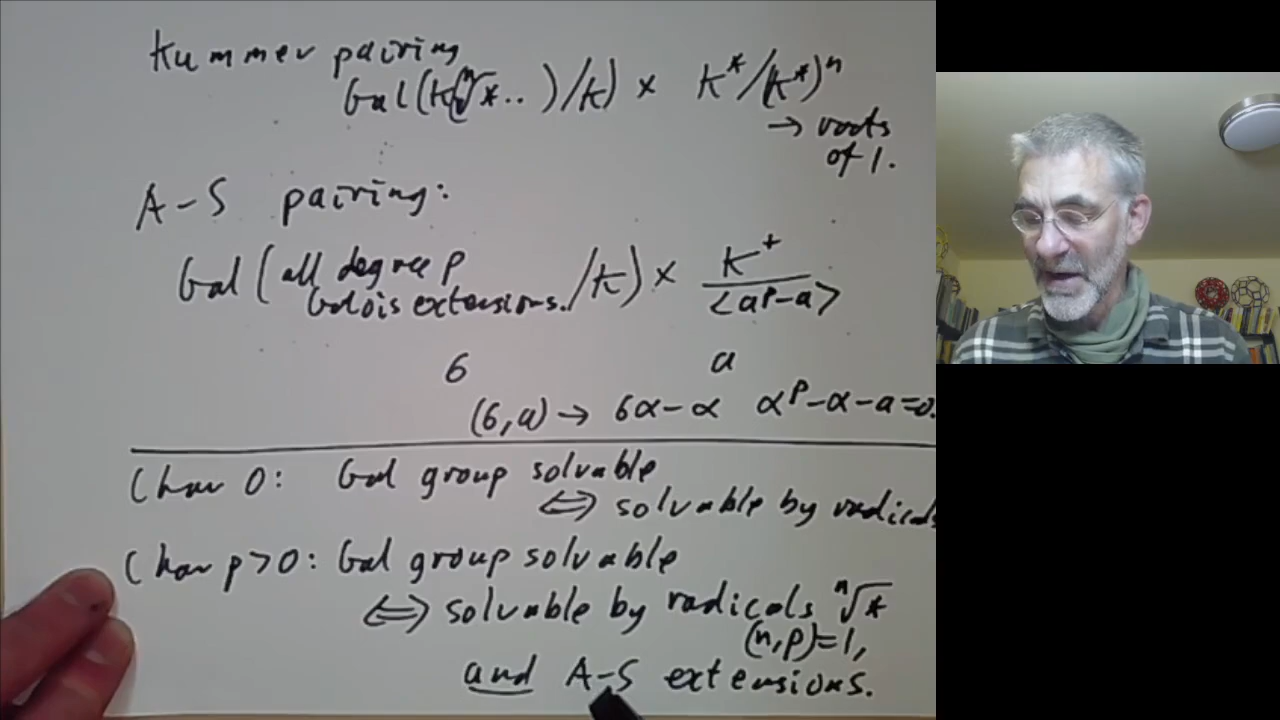 Kummer pairing
Gal(K(ⁿ√*..)/K) × K*/(K*)ⁿ
→ roots
of 1.
A-S pairing:
Gal(all degree p
Galois extensions./K) × K⁺/<aᵖ-a>
σ a
(σ,a) → σα-α αᵖ-α-a=0.
Char 0: Gal group solvable
⇔ solvable by radicals
Char p>0: Gal group solvable
⇔ solvable by radicals ⁿ√*
(n,p)=1,
and A-S extensions.